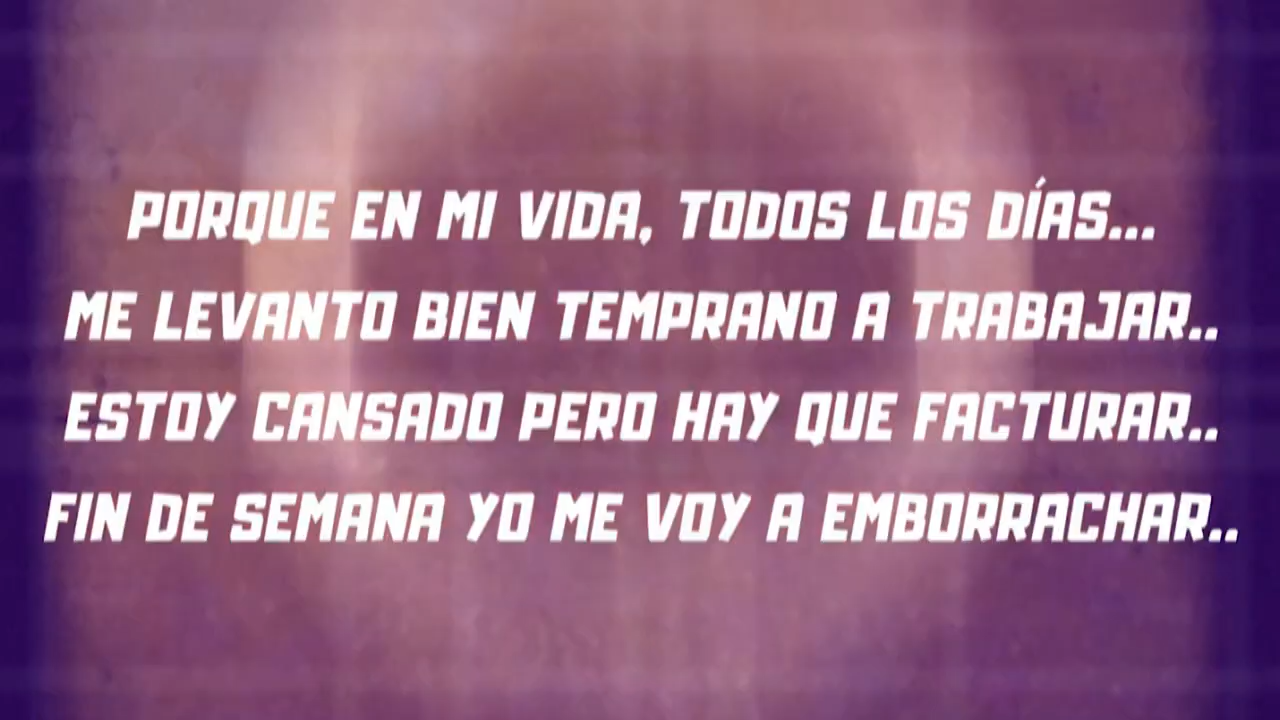 PORQUE EN MI VIDA, TODOS LOS DÍAS...
ME LEVANTO BIEN TEMPRANO A TRABAJAR..
ESTOY CANSADO PERO HAY QUE FACTURAR..
FIN DE SEMANA YO ME VOY A EMBORRACHAR..